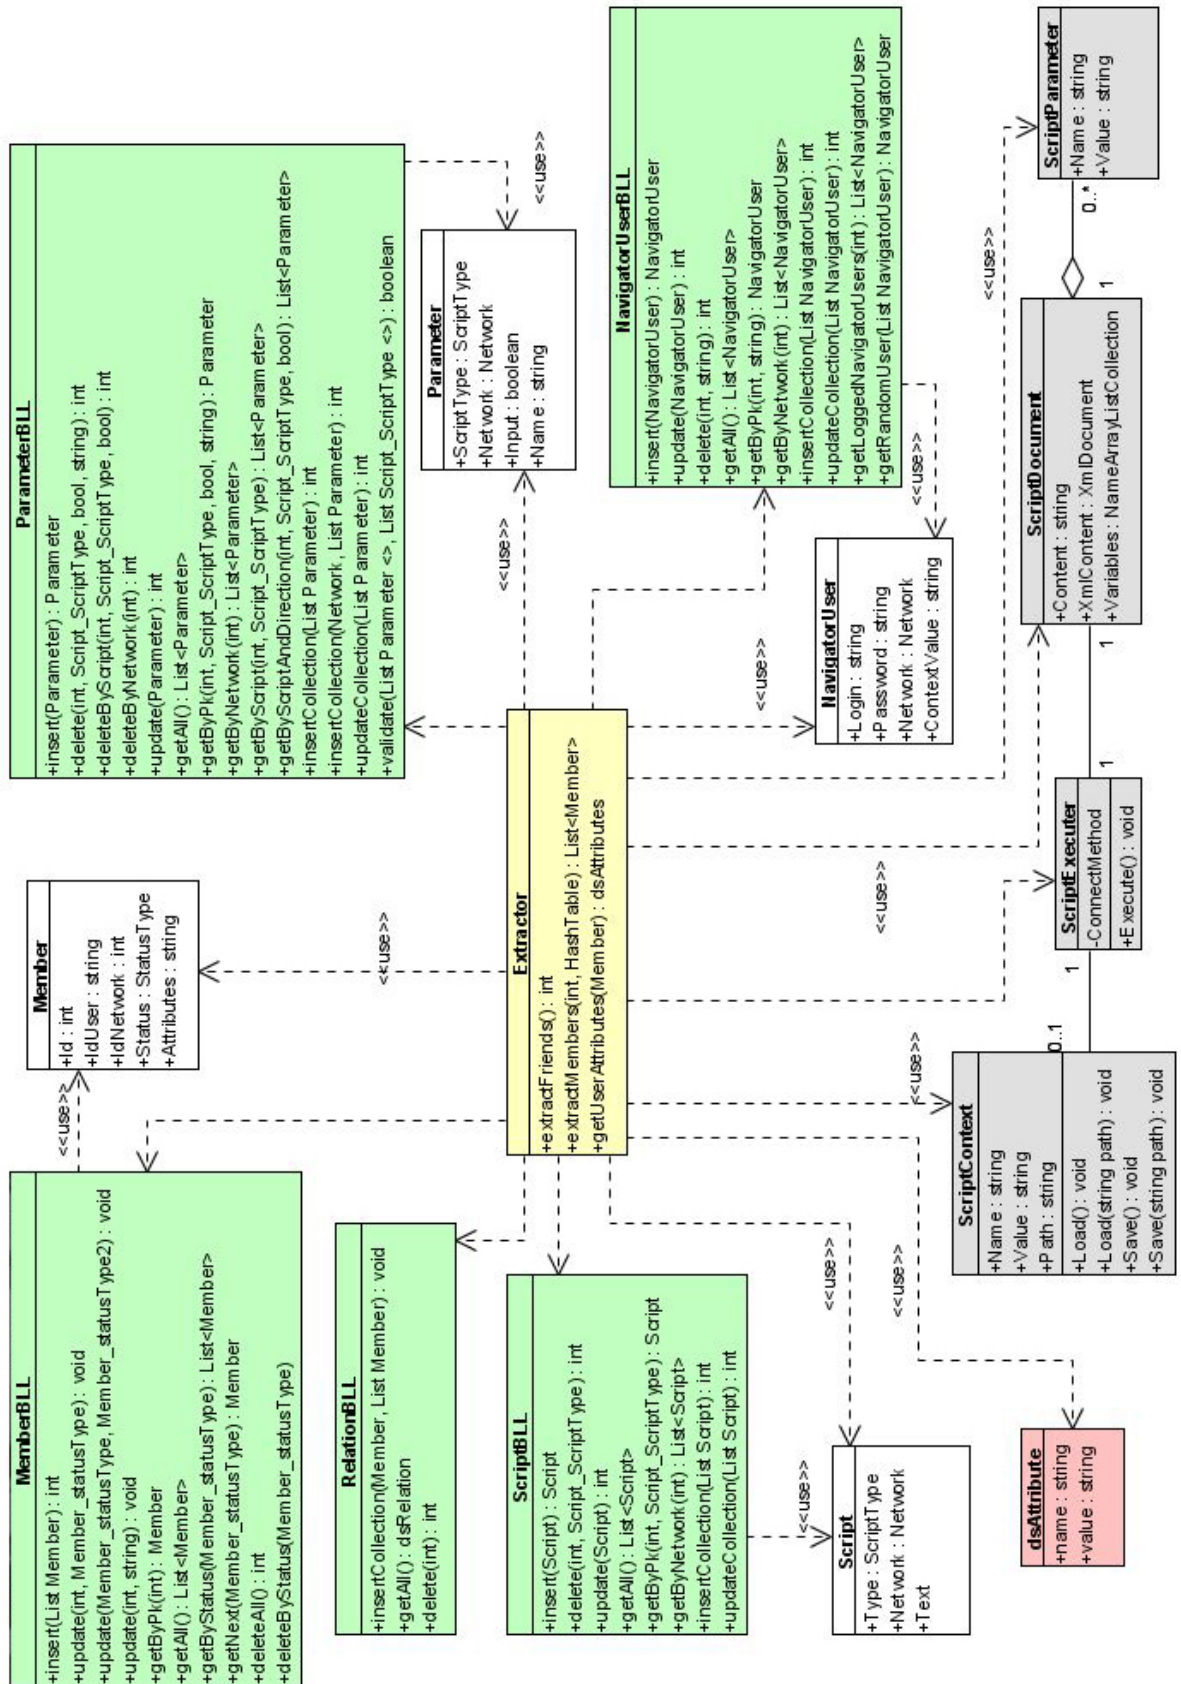 MemberBLL
+insert(List Member) : int
+update(int, Member_statusType) : void
+update(Member_statusType, Member_statusType2) : void
+update(int, string) : void
+getByPk(int) : Member
+getAll() : List<Member>
+getByStatus(Member_statusType) : List<Member>
+getNext(Member_statusType) : Member
+deleteAll() : int
+deleteByStatus(Member_statusType)
<<use>>
Member
+Id : int
+IdUser : string
+IdNetwork : int
+Status : StatusType
+Attributes : string
<<use>>
ParameterBLL
+insert(Parameter) : Parameter
+delete(int, Script_ScriptType, bool, string) : int
+deleteByScript(int, Script_ScriptType, bool) : int
+deleteByNetwork(int) : int
+update(Parameter) : int
+getAll() : List<Parameter>
+getByPk(int, Script_ScriptType, bool, string) : Parameter
+getByNetwork(int) : List<Parameter>
+getByScript(int, Script_ScriptType) : List<Parameter>
+getByScriptAndDirection(int, Script_ScriptType, bool) : List<Parameter>
+insertCollection(List Parameter) : int
+insertCollection(Network, List Parameter) : int
+updateCollection(List Parameter) : int
+validate(List Parameter <>, List Script_ScriptType <>) : boolean
<<use>>
Parameter
+ScriptType : ScriptType
+Network : Network
+Input : boolean
+Name : string
<<use>>
RelationBLL
+insertCollection(Member, List Member) : void
+getAll() : dsRelation
+delete(int) : int
Extractor
+extractFriends() : int
+extractMembers(int, HashTable) : List<Member>
+getUserAttributes(Member) : dsAttributes
ScriptBLL
+insert(Script) : Script
+delete(int, Script_ScriptType) : int
+update(Script) : int
+getAll() : List<Script>
+getByPk(int, Script_ScriptType) : Script
+getByNetwork(int) : List<Script>
+insertCollection(List Script) : int
+updateCollection(List Script) : int
<<use>>
<<use>>
Script
+Type : ScriptType
+Network : Network
+Text
NavigatorUserBLL
+insert(NavigatorUser) : NavigatorUser
+update(NavigatorUser) : int
+delete(int, string) : int
+getAll() : List<NavigatorUser>
+getByPk(int, string) : NavigatorUser
+getByNetwork(int) : List<NavigatorUser>
+insertCollection(List NavigatorUser) : int
+updateCollection(List NavigatorUser) : int
+getLoggedNavigatorUsers(int) : List<NavigatorUser>
+getRandomUser(List NavigatorUser) : NavigatorUser
<<use>>
<<use>>
NavigatorUser
+Login : string
+Password : string
+Network : Network
+ContextValue : string
<<use>>
<<use>>
<<use>>
<<use>>
dsAttribute
+name : string
+value : string
ScriptContext
+Name : string
+Value : string
+Path : string
+Load() : void
+Load(string path) : void
+Save() : void
+Save(string path) : void
0..1
1
ScriptExecuter
-ConnectMethod
+Execute() : void
1
1
ScriptDocument
+Content : string
+XmlContent : XmlDocument
+Variables : NameArrayListCollection
1
0..*
ScriptParameter
+Name : string
+Value : string